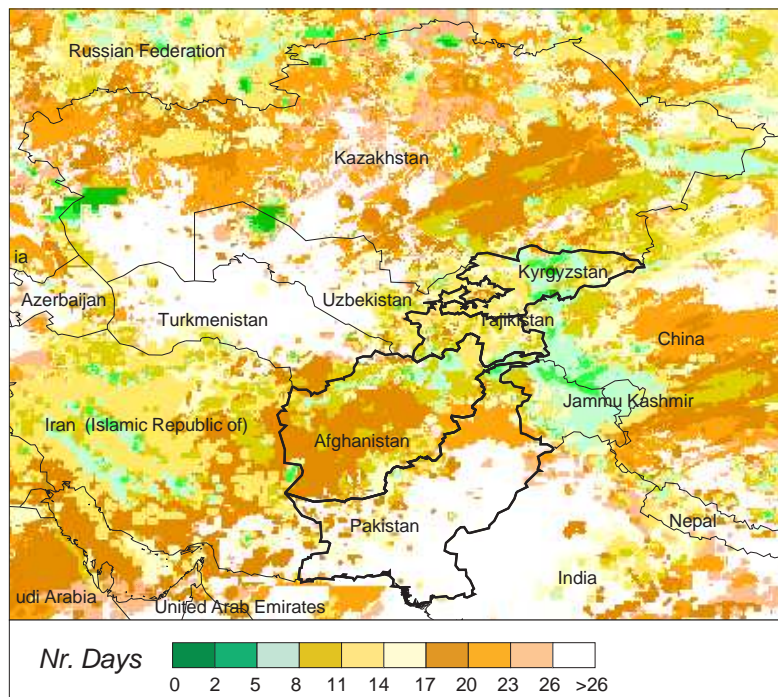 Russian Federation
Kazakhstan
ia
Kyrgyzstan
Azerbaijan
Uzbekistan
Turkmenistan
Tajikistan
China
Jammu Kashmir
Iran (Islamic Republic of)
Afghanistan
Pakistan
Nepal
India
udi Arabia
United Arab Emirates
Nr. Days
0 2 5 8 11 14 17 20 23 26 >26